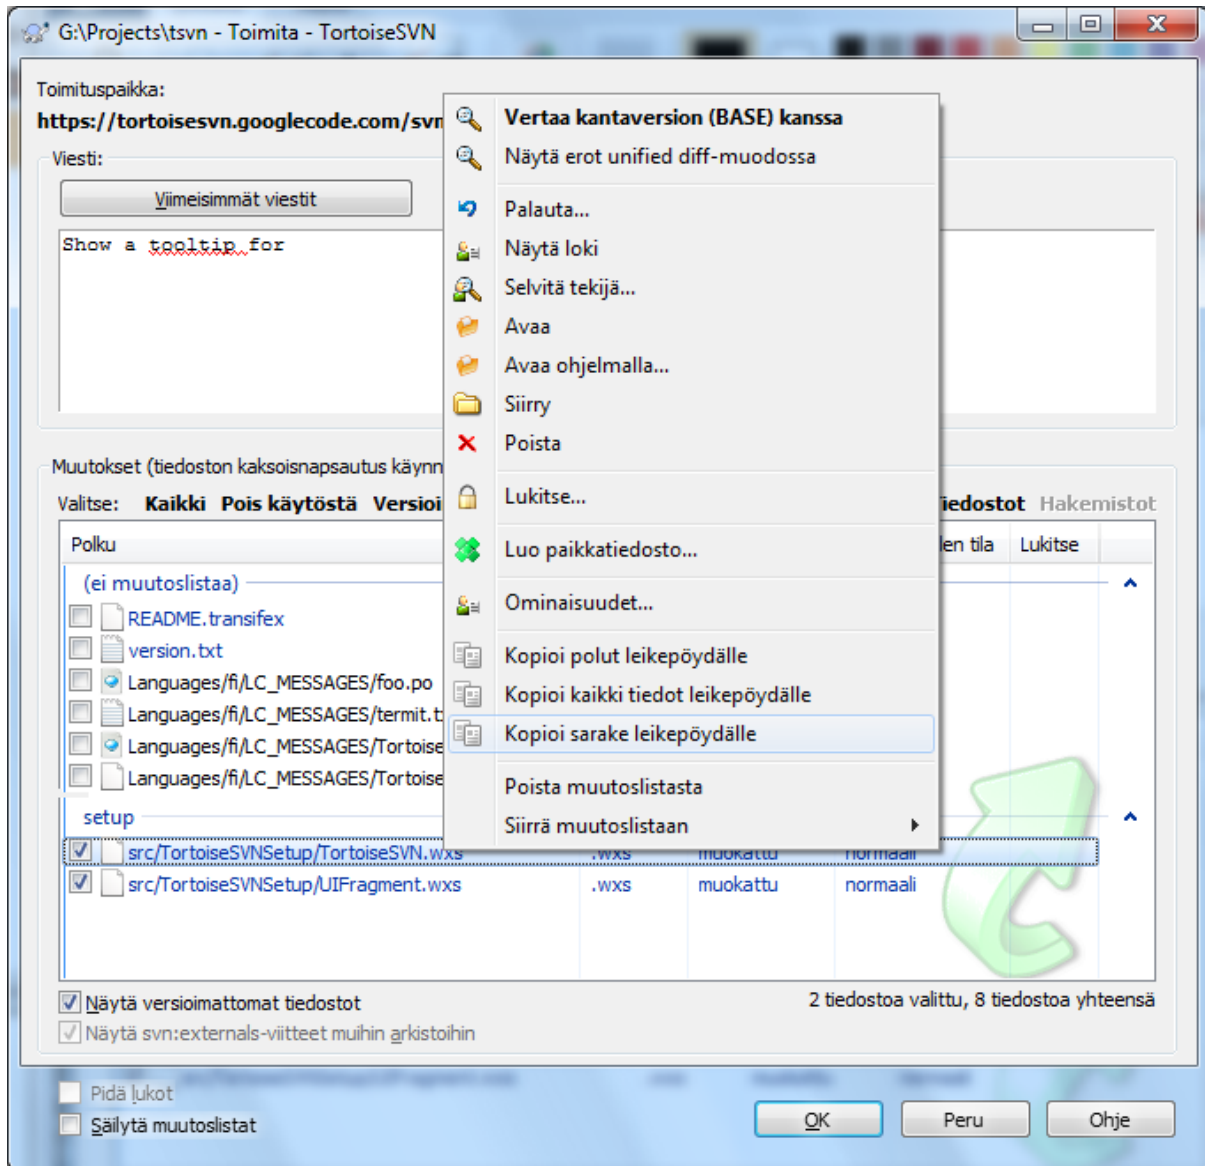 G:\Projects\tsvn - Toimita - TortoiseSVN
Toimituspaikka:
https://tortoisesvn.googlecode.com/svn
Viesti:
Viimeisimmät viestit
Show a tooltip for
Vertaa kantaversion (BASE) kanssa
Näytä erot unified diff-muodossa
Palauta...
Näytä loki
Selvitä tekijä...
Avaa
Avaa ohjelmalla...
Siirry
Poista
Lukitse...
Luo paikkatiedosto...
Ominaisuudet...
Kopioi polut leikepöydälle
Kopioi kaikki tiedot leikepöydälle
Kopioi sarake leikepöydälle
Poista muutoslistasta
Siirrä muutoslistaan
Muutokset (tiedoston kaksoisnapsautus käynn
Valitse: Kaikki Pois käytöstä Versioi iedostot Hakemistot
Polku len tila Lukitse
(ei muutoslistaa)
README.transifex
version.txt
Languages/fi/LC_MESSAGES/foo.po
Languages/fi/LC_MESSAGES/termit.t
Languages/fi/LC_MESSAGES/Tortoise
Languages/fi/LC_MESSAGES/Tortoise
setup
src/TortoiseSVNSetup/TortoiseSVN.wxs .wxs muokattu normaali
src/TortoiseSVNSetup/UIFragment.wxs .wxs muokattu normaali
Näytä versioimattomat tiedostot 2 tiedostoa valittu, 8 tiedostoa yhteensä
Näytä svn:externals-viitteet muihin arkistoihin
Pidä lukot
Säilytä muutoslistat
OK Peru Ohje